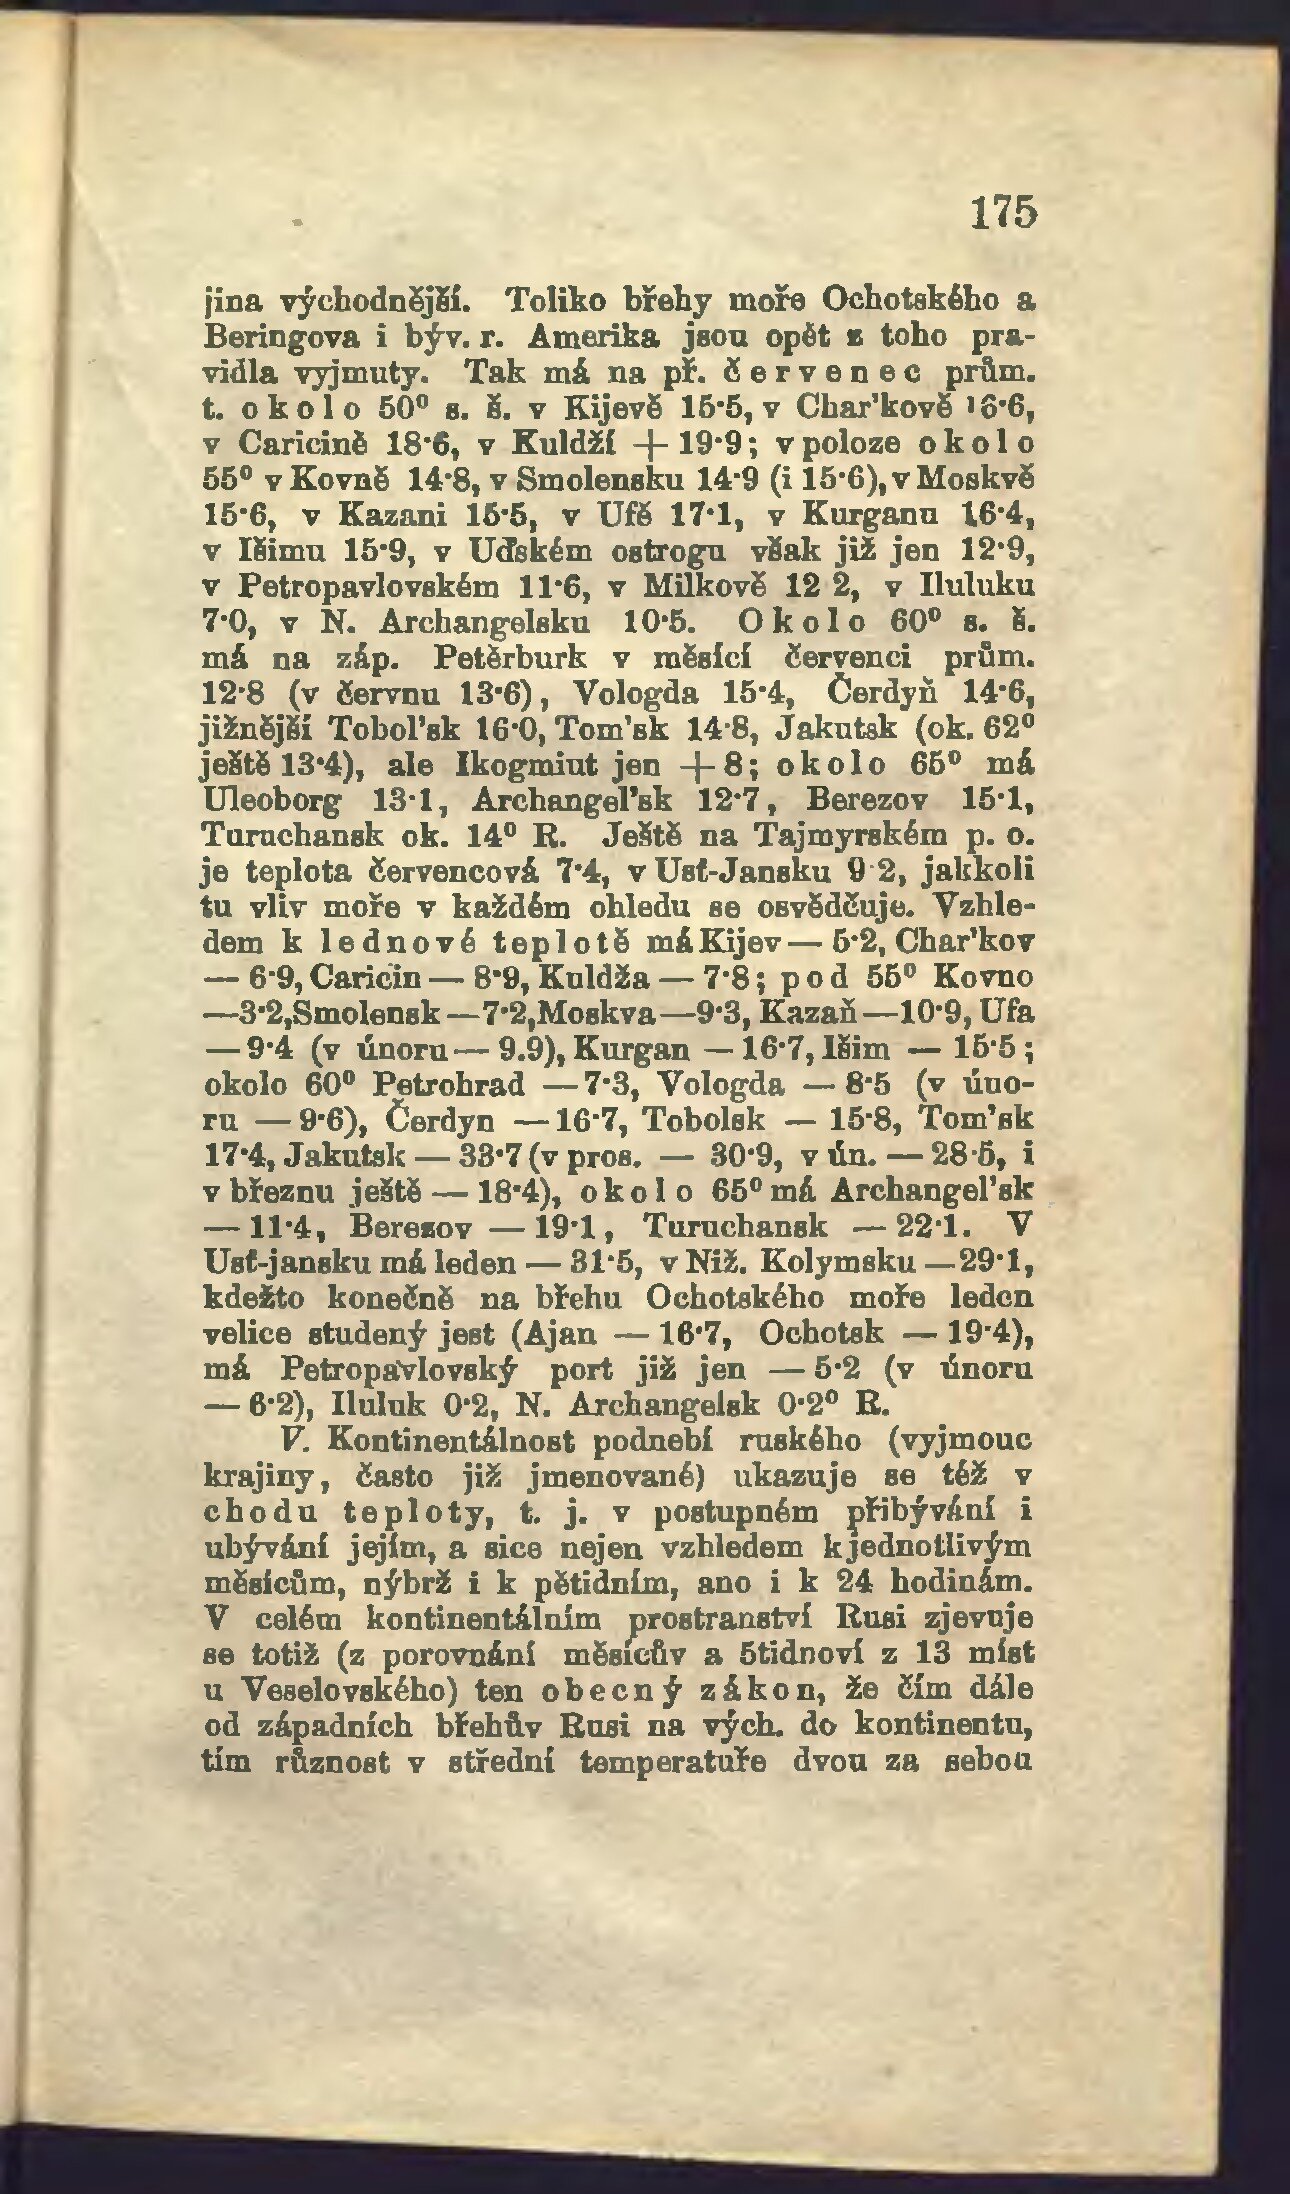 175
jina východnější. Toliko břehy moře Ochotského a
Beringova i býv. r. Amerika jsou opět z toho pra-
vidla vyjmuty. Tak má na př. červenec prům.
t. okolo 50⁰ s. š. v Kijevě 15·5, v Char'kově 16·6,
v Caricině 18·6, v Kuldží + 19·9; v poloze okolo
55⁰ v Kovně 14·8, v Smolensku 14·9 (i 15·6), v Moskvě
15·6, v Kazani 15·5, v Ufě 17·1, v Kurganu 16·4,
v Išimu 15·9, v Uďském ostrogu však již jen 12·9,
v Petropavlovském 11·6, v Milkově 12 2, v Iluluku
7·0, v N. Archangelsku 10·5. Okolo 60⁰ s. š.
má na záp. Petěrburk v měsící červenci prům.
12·8 (v červnu 13·6), Vologda 15·4, Čerdyň 14·6,
jižnější Tobol'sk 16·0, Tom'sk 14·8, Jakutsk (ok. 62⁰
ještě 13·4), ale Ikogmiut jen + 8; okolo 65⁰ má
Uleoborg 13·1, Archangel'sk 12·7, Berezov 15·1,
Turuchansk ok. 14⁰ R. Ještě na Tajmyrském p. o.
je teplota červencová 7·4, v Usť-Jansku 9·2, jakkoli
tu vliv moře v každém ohledu se osvědčuje. Vzhle-
dem k lednové teplotě má Kijev — 5·2, Char'kov
— 6·9, Caricin — 8·9, Kuldža — 7·8; pod 55⁰ Kovno
—3·2, Smolensk —7·2, Moskva —9·3, Kazaň —10·9, Ufa
— 9·4 (v únoru — 9.9), Kurgan — 16·7, Išim — 15·5;
okolo 60⁰ Petrohrad — 7·3, Vologda — 8·5 (v úno-
ru — 9·6), Čerdyn — 16·7, Tobolsk — 15·8, Tom'sk
17·4, Jakutsk — 33·7 (v pros. — 30·9, v ún. — 28·5, i
v březnu ještě — 18·4), okolo 65⁰ má Archangel'sk
— 11·4, Berezov — 19·1, Turuchansk — 22·1. V
Usť-jansku má leden — 31·5, v Niž. Kolymsku — 29·1,
kdežto konečně na břehu Ochotského moře leden
velice studený jest (Ajan — 16·7, Ochotsk — 19·4),
má Petropavlovský port již jen — 5·2 (v únoru
— 6·2), Iluluk 0·2, N. Archangelsk 0·2⁰ R.
V. Kontinentálnost podnebí ruského (vyjmouc
krajiny, často již jmenované) ukazuje se též v
chodu teploty, t. j. v postupném přibývání i
ubývání jejím, a sice nejen vzhledem k jednotlivým
měsícům, nýbrž i k pětidním, ano i k 24 hodinám.
V celém kontinentálním prostranství Rusi zjevuje
se totiž (z porovnání měsícův a 5tidnoví z 13 míst
u Veselovského) ten obecný zákon, že čím dále
od západních břehův Rusi na vých. do kontinentu,
tím různost v střední temperatuře dvou za sebou